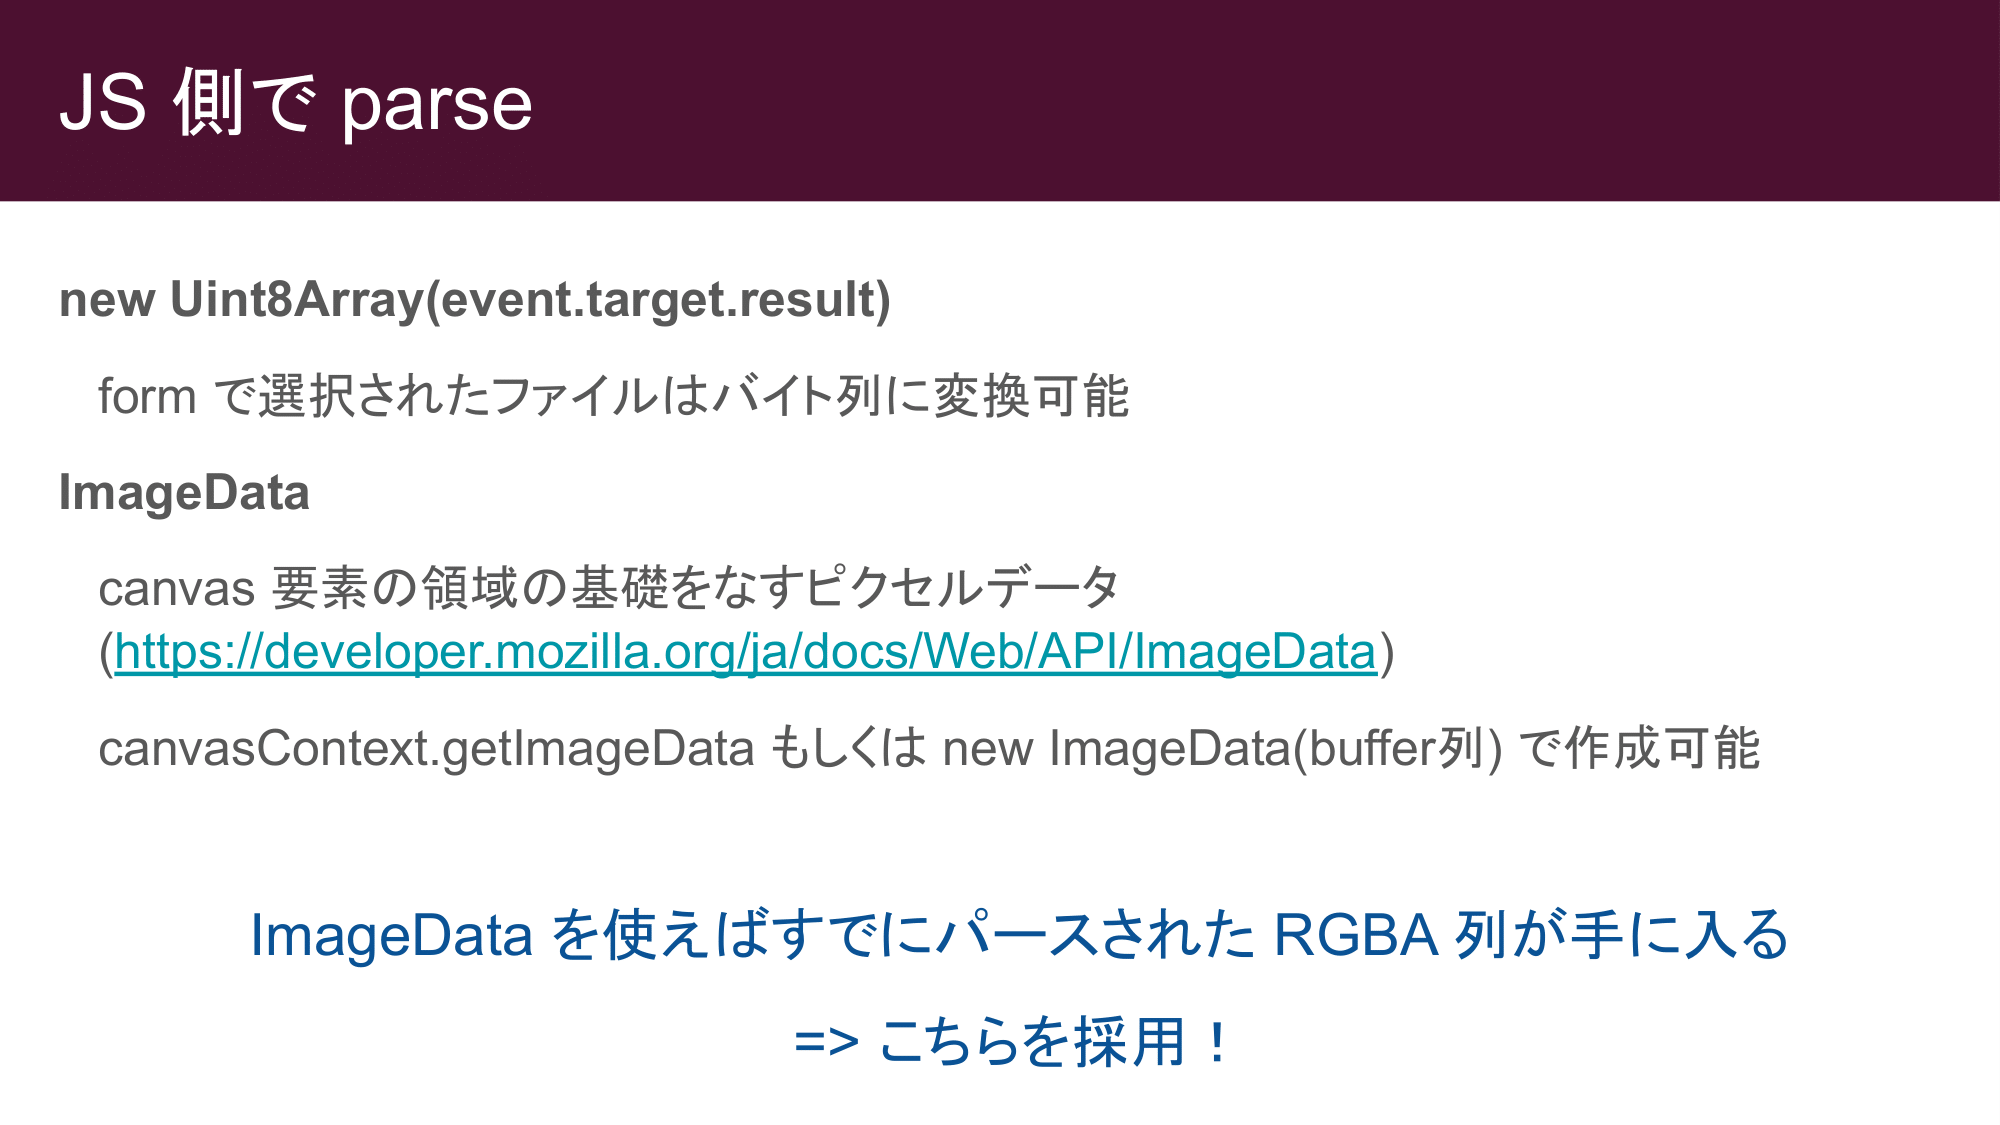 JS 側で parse
new Uint8Array(event.target.result)
form で選択されたファイルはバイト列に変換可能
ImageData
canvas 要素の領域の基礎をなすピクセルデータ
(https://developer.mozilla.org/ja/docs/Web/API/ImageData)
canvasContext.getImageData もしくは new ImageData(buffer列) で作成可能
ImageData を使えばすでにパースされた RGBA 列が手に入る
=> こちらを採用！